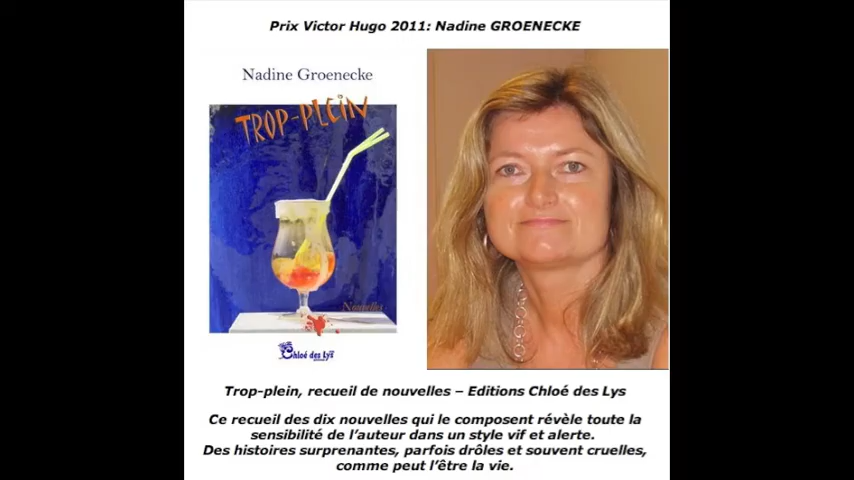 Prix Victor Hugo 2011: Nadine GROENECKE
Nadine Groenecke
TROP-PLEIN
Nouvelles
Chloé des Lys
Trop-plein, recueil de nouvelles – Editions Chloé des Lys
Ce recueil des dix nouvelles qui le composent révèle toute la
sensibilité de l'auteur dans un style vif et alerte.
Des histoires surprenantes, parfois drôles et souvent cruelles,
comme peut l'être la vie.